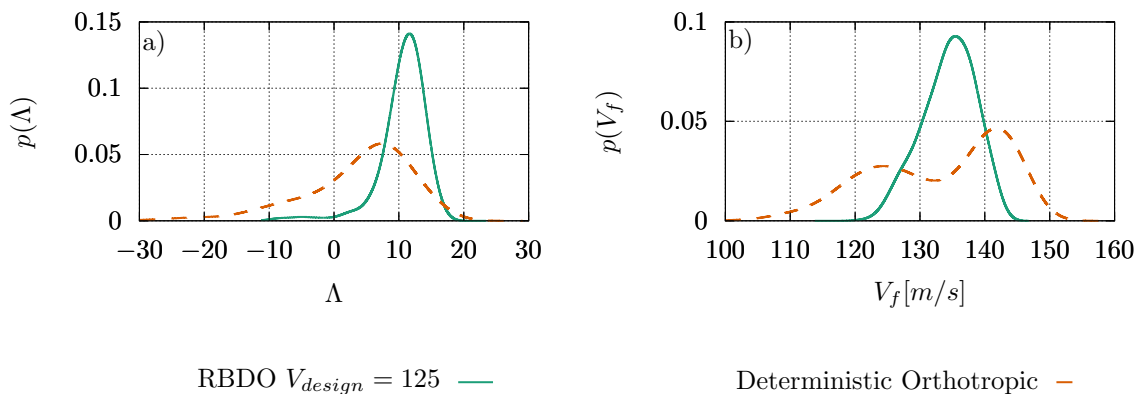 a)
0.15
0.1
0.05
0
p(Λ)
−30 −20 −10 0 10 20 30
Λ
b)
0.1
0.05
0
p(V_f)
100 110 120 130 140 150 160
V_f[m/s]
RBDO V_design = 125
Deterministic Orthotropic